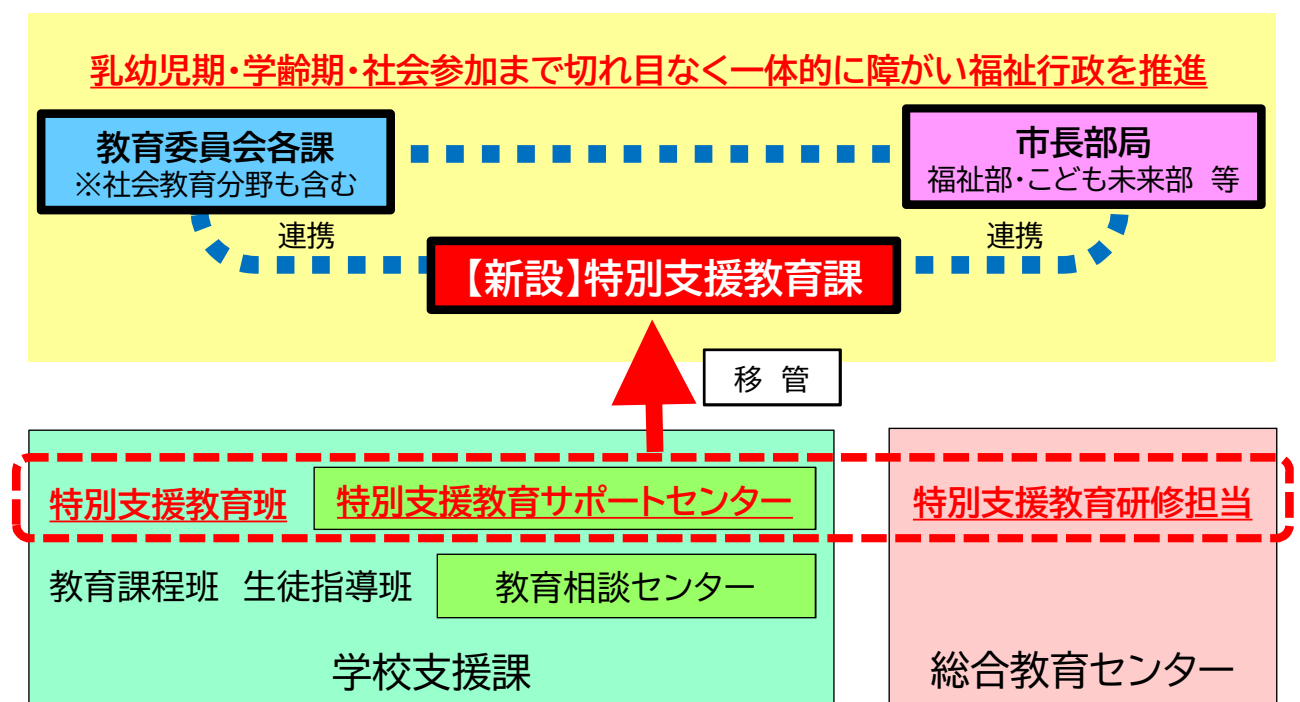 乳幼児期・学齢期・社会参加まで切れ目なく一体的に障がい福祉行政を推進
教育委員会各課
※社会教育分野も含む
市長部局
福祉部・こども未来部 等
連携
連携
【新設】特別支援教育課
移 管
特別支援教育班
特別支援教育サポートセンター
特別支援教育研修担当
教育課程班 生徒指導班
教育相談センター
学校支援課
総合教育センター